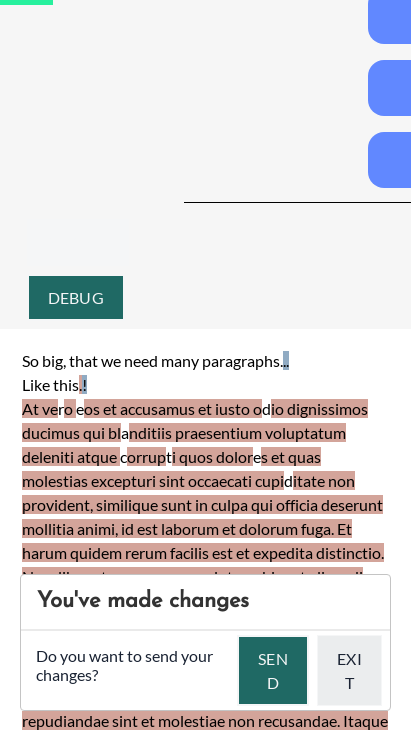 DEBUG
So big, that we need many paragraphs...
Like this.!
At vero eos et accusamus et iusto odio dignissimos
ducimus qui blanditiis praesentium voluptatum
deleniti atque corrupti quos dolores et quas
molestias excepturi sint occaecati cupiditate non
provident, similique sunt in culpa qui officia deserunt
mollitia animi, id est laborum et dolorum fuga. Et
harum quidem rerum facilis est et expedita distinctio.
You've made changes
Do you want to send your
changes?
SEN
D
EXI
T
repudiandae sint et molestiae non recusandae. Itaque